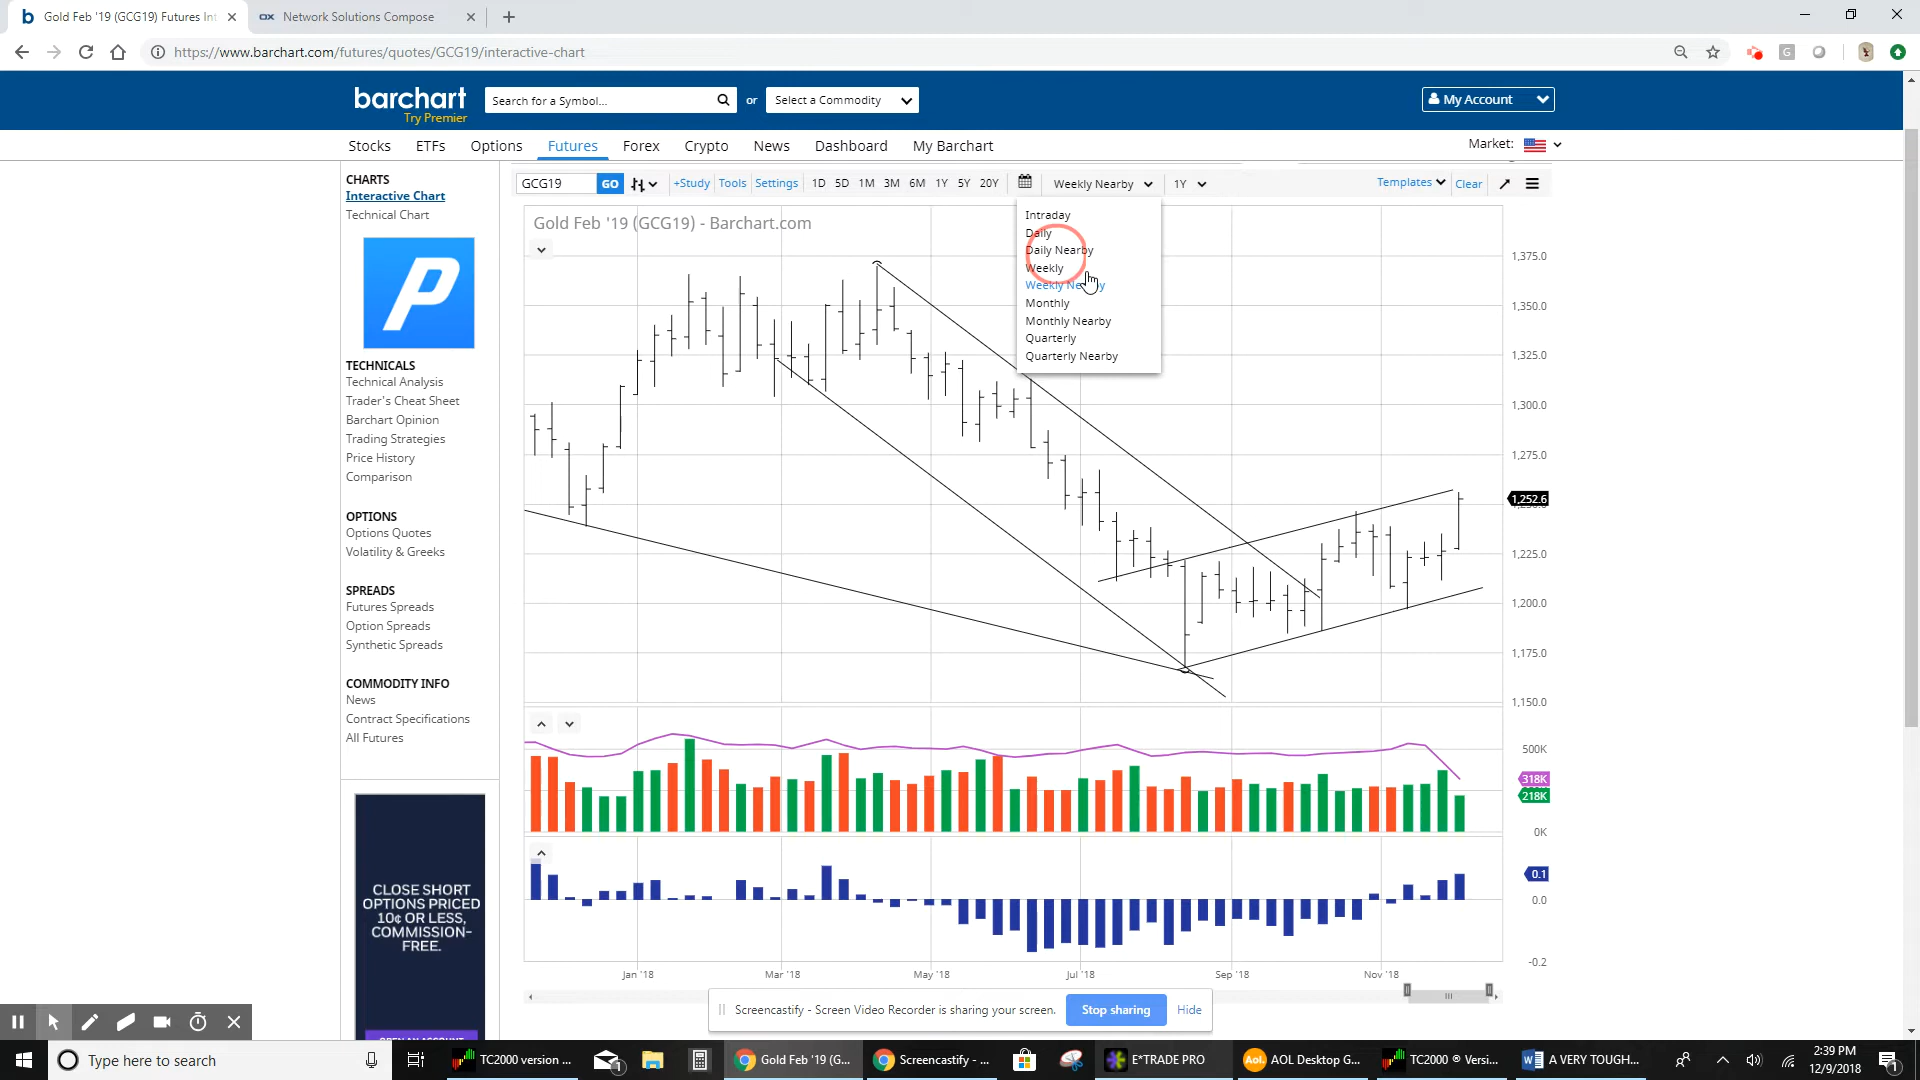 Gold Feb '19 (GCG19) Futures Int
Network Solutions Compose
https://www.barchart.com/futures/quotes/GCG19/interactive-chart
barchart
Try Premier
Search for a Symbol...
or
Select a Commodity
My Account
Stocks ETFs Options Futures Forex Crypto News Dashboard My Barchart
Market:
CHARTS
Interactive Chart
Technical Chart
TECHNICALS
Technical Analysis
Trader's Cheat Sheet
Barchart Opinion
Trading Strategies
Price History
Comparison
OPTIONS
Options Quotes
Volatility & Greeks
SPREADS
Futures Spreads
Option Spreads
Synthetic Spreads
COMMODITY INFO
News
Contract Specifications
All Futures
CLOSE SHORT
OPTIONS PRICED
10¢ OR LESS,
COMMISSION-
FREE.
GCG19 GO +Study Tools Settings 1D 5D 1M 3M 6M 1Y 5Y 20Y Weekly Nearby 1Y Templates Clear
Gold Feb '19 (GCG19) - Barchart.com
Intraday
Daily
Daily Nearby
Weekly
Weekly Nearby
Monthly
Monthly Nearby
Quarterly
Quarterly Nearby
1,375.0
1,350.0
1,325.0
1,300.0
1,275.0
1,252.6
1,225.0
1,200.0
1,175.0
1,150.0
500K
318K
218K
0K
0.1
0.0
-0.2
Jan '18 Mar '18 May '18 Jul '18 Sep '18 Nov '18
Screencastify - Screen Video Recorder is sharing your screen. Stop sharing Hide
Type here to search
TC2000 version ...
Gold Feb '19 (G...
Screencastify - ...
E*TRADE PRO
AOL Desktop G...
TC2000 ® Versi...
A VERY TOUGH...
2:39 PM
12/9/2018